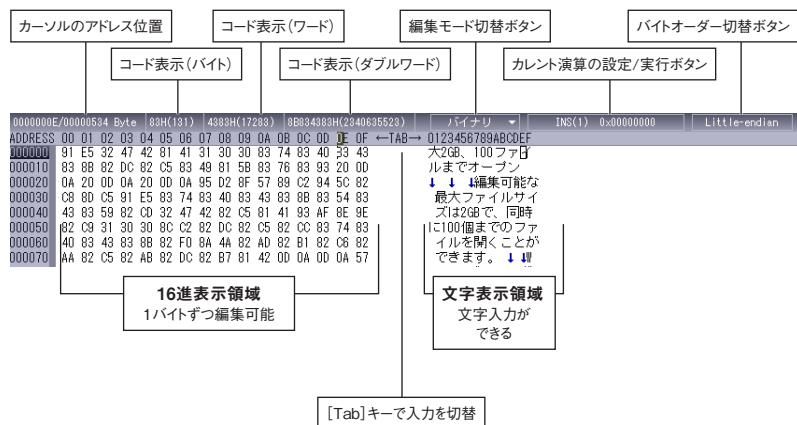 カーソルのアドレス位置
コード表示(ワード)
編集モード切替ボタン
バイトオーダー切替ボタン
コード表示(バイト)
コード表示(ダブルワード)
カレント演算の設定/実行ボタン
0000000E/00000534 Byte 83H(131) 4383H(17283) 8B834383H(2340635523) バイナリ INS(1) 0x00000000 Little-endian
ADDRESS 00 01 02 03 04 05 06 07 08 09 0A 0B 0C 0D 0E 0F ←TAB→ 0123456789ABCDEF
000000 91 E5 32 47 42 81 41 31 30 30 83 74 83 40 83 43 大2GB、100ファイ
000010 83 8B 82 DC 82 C5 83 49 81 5B 83 76 83 93 20 0D ルまでオープン
000020 0A 20 0D 0A 20 0D 0A 95 D2 8F 57 89 C2 94 5C 82 ↓ ↓ ↓編集可能な
000030 C8 8D C5 91 E5 83 74 83 40 83 43 83 8B 83 54 83 最大ファイルサイ
000040 43 83 59 82 CD 32 47 42 82 C5 81 41 93 AF 8E 9E ズは2GBで、同時
000050 82 C9 31 30 30 8C C2 82 DC 82 C5 82 CC 83 74 83 に100個までのファ
000060 40 83 43 83 8B 82 F0 8A 4A 82 AD 82 B1 82 C6 82 イルを開くことが
000070 AA 82 C5 82 AB 82 DC 82 B7 81 42 0D 0A 0D 0A 57 できます。 ↓ ↓W
16進表示領域
1バイトずつ編集可能
文字表示領域
文字入力が
できる
[Tab]キーで入力を切替